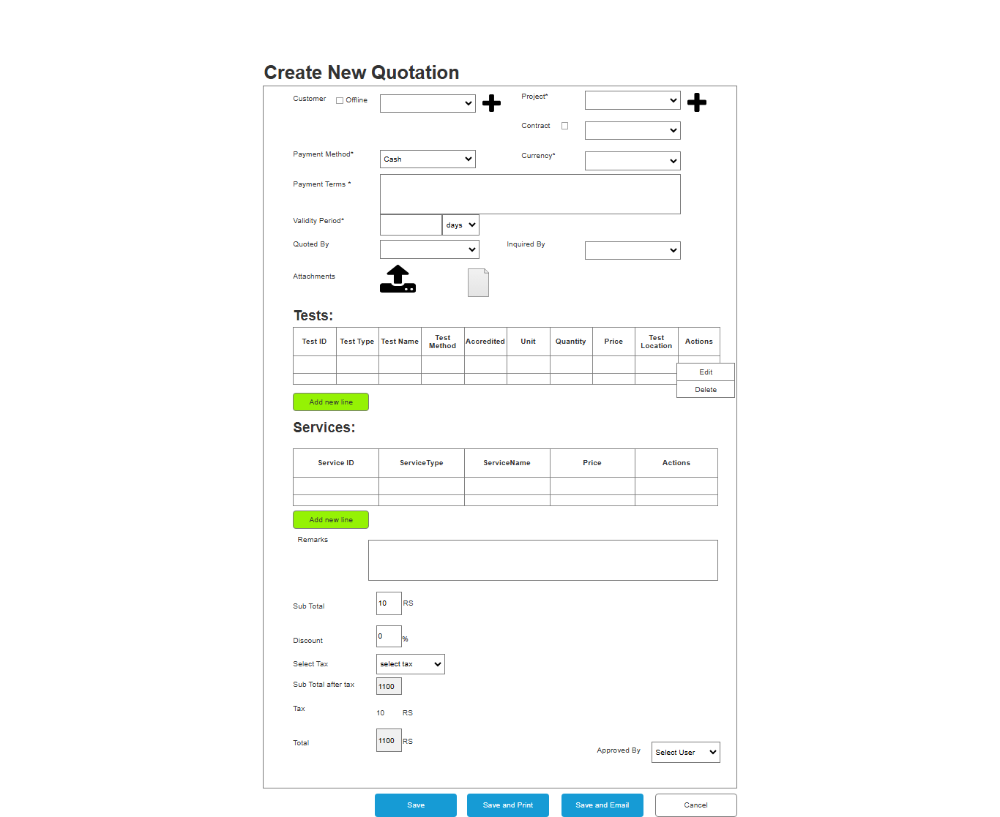 Create New Quotation
Customer Offline Project*
Contract
Payment Method* Cash Currency*
Payment Terms *
Validity Period* days
Quoted By Inquired By
Attachments
Tests:
Test ID Test Type Test Name Test Method Accredited Unit Quantity Price Test Location Actions
Edit
Delete
Add new line
Services:
Service ID ServiceType ServiceName Price Actions
Add new line
Remarks
Sub Total 10 RS
Discount 0 %
Select Tax select tax
Sub Total after tax 1100
Tax 10 RS
Total 1100 RS
Approved By Select User
Save Save and Print Save and Email Cancel